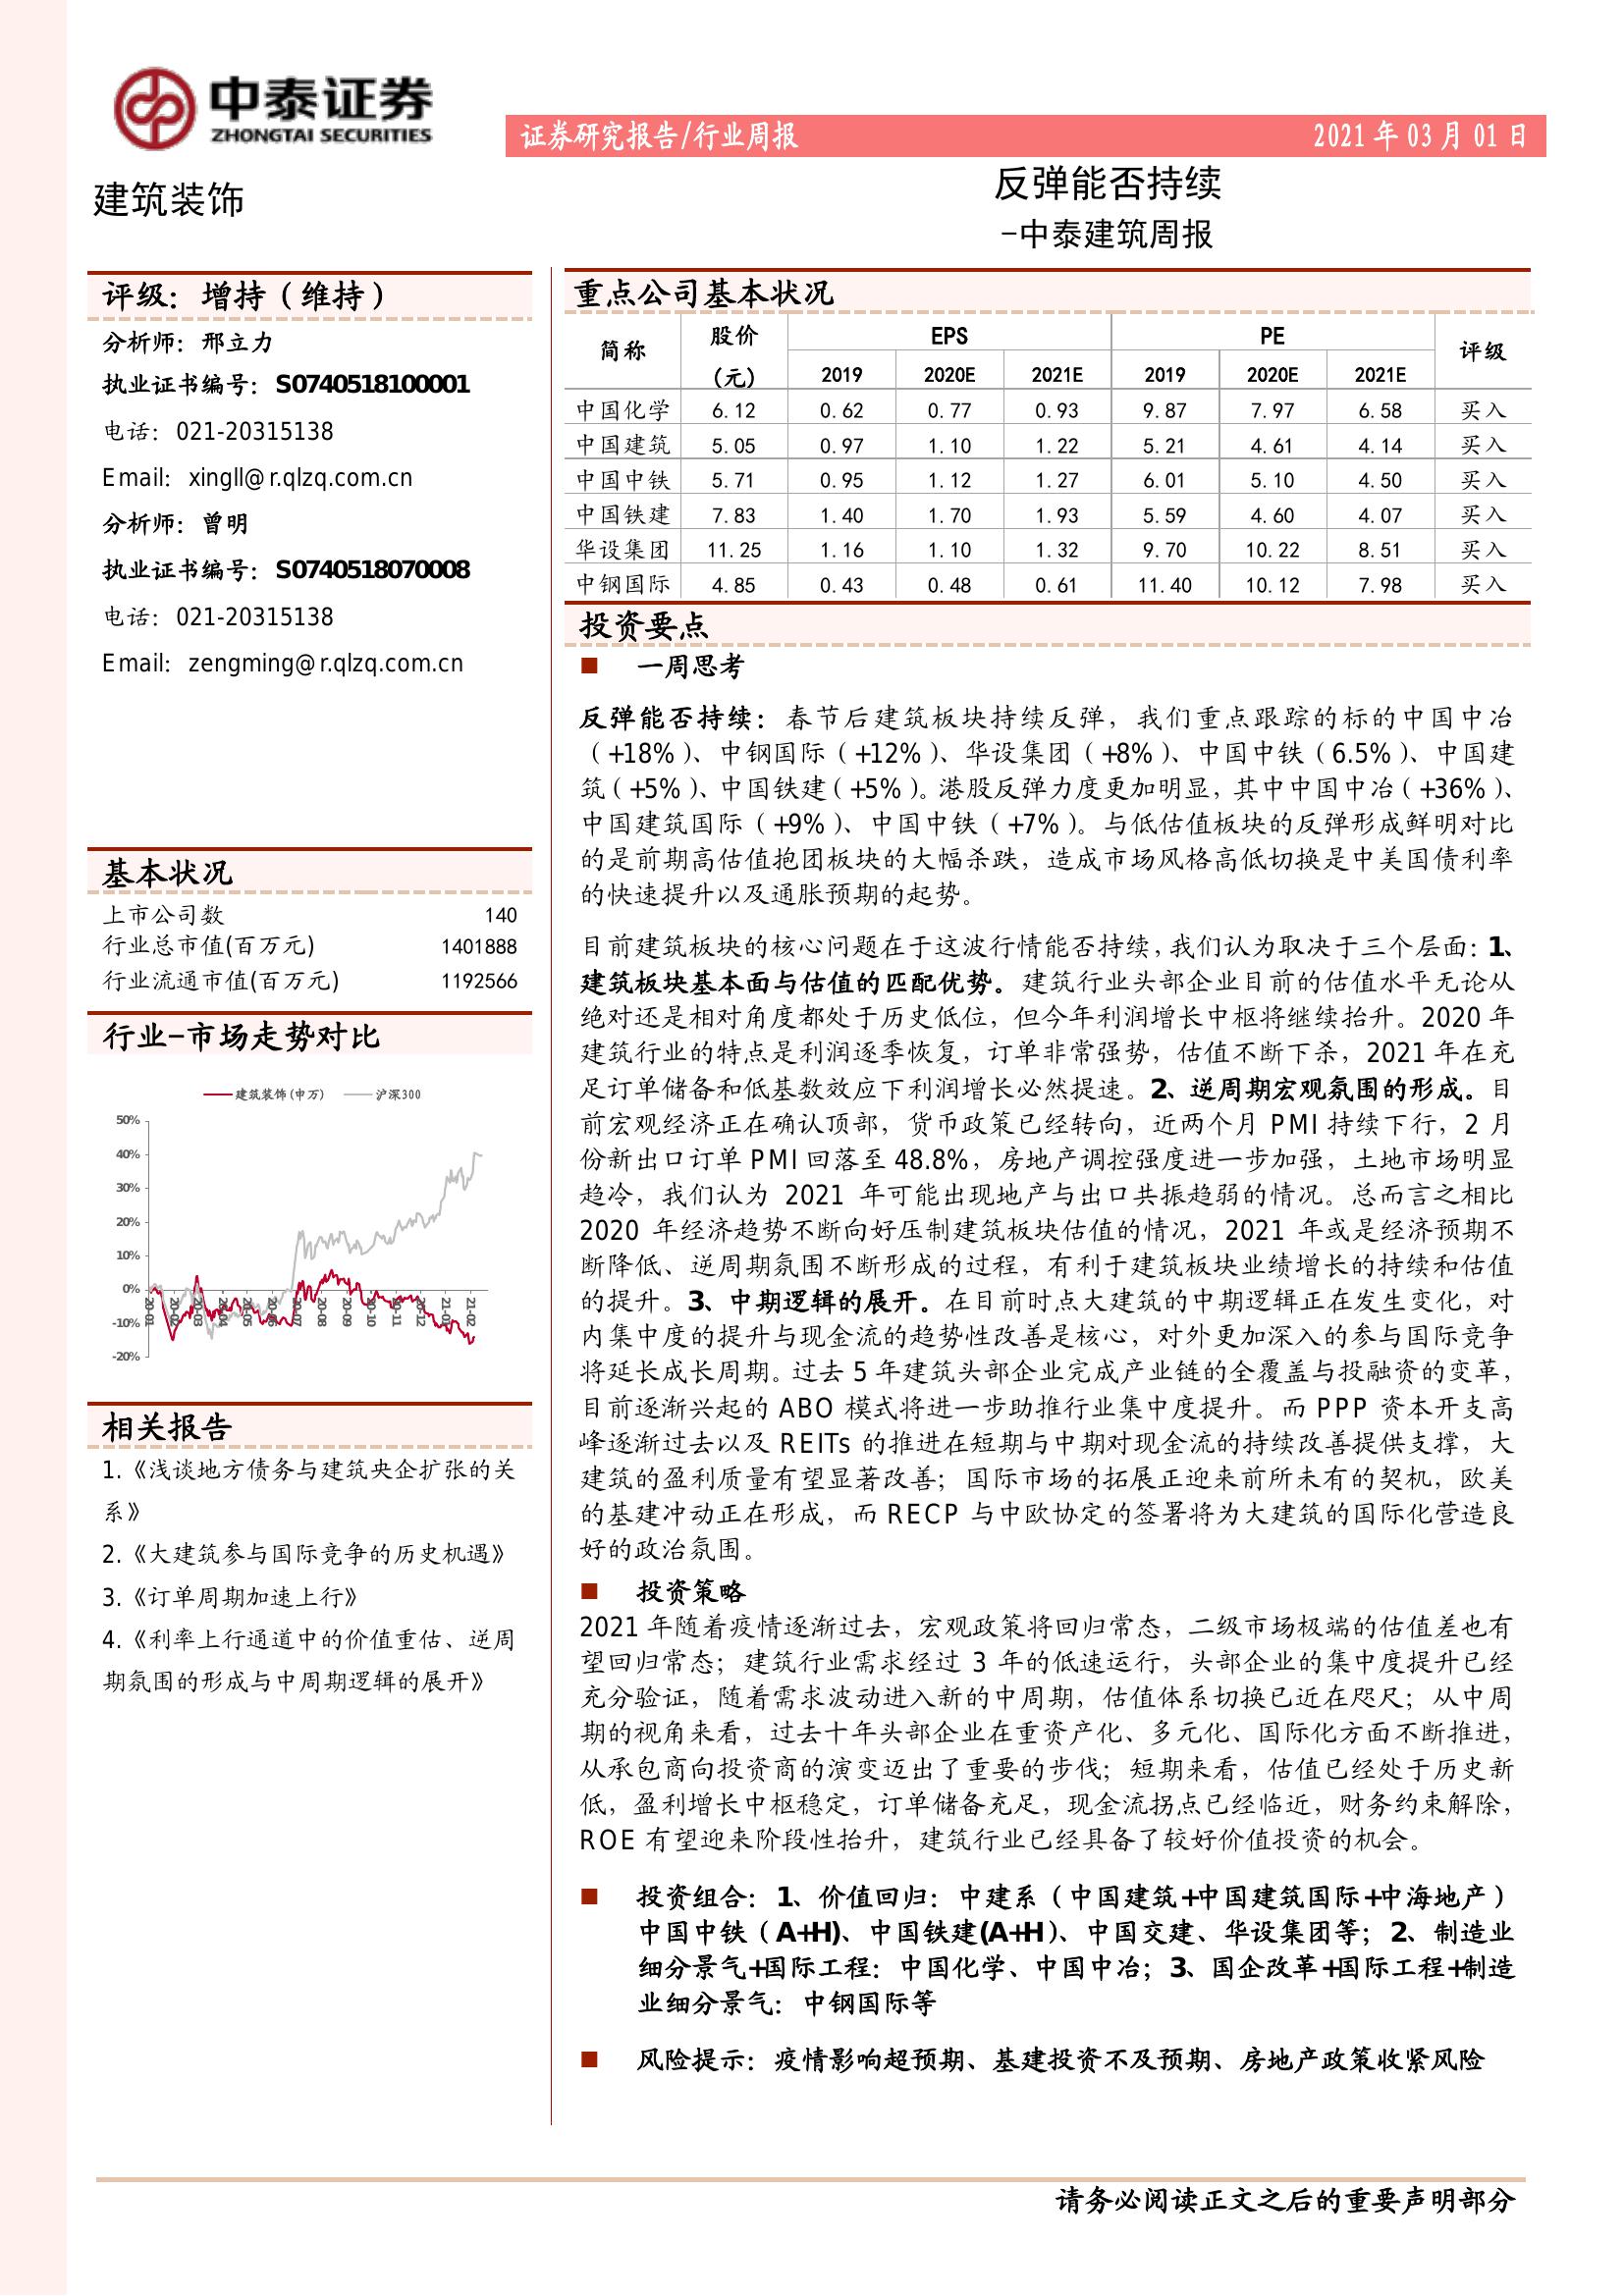 中泰证券
ZHONGTAI SECURITIES
证券研究报告/行业周报
2021 年 03 月 01 日
建筑装饰
反弹能否持续
-中泰建筑周报
评级：增持（维持）
分析师：邢立力
执业证书编号：S0740518100001
电话：021-20315138
Email：xingll@r.qlzq.com.cn
分析师：曾明
执业证书编号：S0740518070008
电话：021-20315138
Email：zengming@r.qlzq.com.cn
基本状况
上市公司数 140
行业总市值(百万元) 1401888
行业流通市值(百万元) 1192566
行业-市场走势对比
建筑装饰(申万) 沪深300
50%
40%
30%
20%
10%
0%
-10%
-20%
20-01 20-02 20-03 20-04 20-05 20-06 20-07 20-08 20-09 20-10 20-11 20-12 21-01 21-02
相关报告
1.《浅谈地方债务与建筑央企扩张的关
系》
2.《大建筑参与国际竞争的历史机遇》
3.《订单周期加速上行》
4.《利率上行通道中的价值重估、逆周
期氛围的形成与中周期逻辑的展开》
重点公司基本状况
简称 股价 EPS PE 评级
(元) 2019 2020E 2021E 2019 2020E 2021E
中国化学 6.12 0.62 0.77 0.93 9.87 7.97 6.58 买入
中国建筑 5.05 0.97 1.10 1.22 5.21 4.61 4.14 买入
中国中铁 5.71 0.95 1.12 1.27 6.01 5.10 4.50 买入
中国铁建 7.83 1.40 1.70 1.93 5.59 4.60 4.07 买入
华设集团 11.25 1.16 1.10 1.32 9.70 10.22 8.51 买入
中钢国际 4.85 0.43 0.48 0.61 11.40 10.12 7.98 买入
投资要点
■ 一周思考
反弹能否持续：春节后建筑板块持续反弹，我们重点跟踪的标的中国中冶
（+18%）、中钢国际（+12%）、华设集团（+8%）、中国中铁（6.5%）、中国建
筑（+5%）、中国铁建（+5%）。港股反弹力度更加明显，其中中国中冶（+36%）、
中国建筑国际（+9%）、中国中铁（+7%）。与低估值板块的反弹形成鲜明对比
的是前期高估值抱团板块的大幅杀跌，造成市场风格高低切换是中美国债利率
的快速提升以及通胀预期的起势。
目前建筑板块的核心问题在于这波行情能否持续，我们认为取决于三个层面：1、
建筑板块基本面与估值的匹配优势。建筑行业头部企业目前的估值水平无论从
绝对还是相对角度都处于历史低位，但今年利润增长中枢将继续抬升。2020 年
建筑行业的特点是利润逐季恢复，订单非常强势，估值不断下杀，2021 年在充
足订单储备和低基数效应下利润增长必然提速。2、逆周期宏观氛围的形成。目
前宏观经济正在确认顶部，货币政策已经转向，近两个月 PMI 持续下行，2 月
份新出口订单 PMI 回落至 48.8%，房地产调控强度进一步加强，土地市场明显
趋冷，我们认为 2021 年可能出现地产与出口共振趋弱的情况。总而言之相比
2020 年经济趋势不断向好压制建筑板块估值的情况，2021 年或是经济预期不
断降低、逆周期氛围不断形成的过程，有利于建筑板块业绩增长的持续和估值
的提升。3、中期逻辑的展开。在目前时点大建筑的中期逻辑正在发生变化，对
内集中度的提升与现金流的趋势性改善是核心，对外更加深入的参与国际竞争
将延长成长周期。过去 5 年建筑头部企业完成产业链的全覆盖与投融资的变革，
目前逐渐兴起的 ABO 模式将进一步助推行业集中度提升。而 PPP 资本开支高
峰逐渐过去以及 REITs 的推进在短期与中期对现金流的持续改善提供支撑，大
建筑的盈利质量有望显著改善；国际市场的拓展正迎来前所未有的契机，欧美
的基建冲动正在形成，而 RECP 与中欧协定的签署将为大建筑的国际化营造良
好的政治氛围。
■ 投资策略
2021 年随着疫情逐渐过去，宏观政策将回归常态，二级市场极端的估值差也有
望回归常态；建筑行业需求经过 3 年的低速运行，头部企业的集中度提升已经
充分验证，随着需求波动进入新的中周期，估值体系切换已近在咫尺；从中周
期的视角来看，过去十年头部企业在重资产化、多元化、国际化方面不断推进，
从承包商向投资商的演变迈出了重要的步伐；短期来看，估值已经处于历史新
低，盈利增长中枢稳定，订单储备充足，现金流拐点已经临近，财务约束解除，
ROE 有望迎来阶段性抬升，建筑行业已经具备了较好价值投资的机会。
■ 投资组合：1、价值回归：中建系（中国建筑+中国建筑国际+中海地产）
中国中铁（A+H)、中国铁建(A+H）、中国交建、华设集团等；2、制造业
细分景气+国际工程：中国化学、中国中冶；3、国企改革+国际工程+制造
业细分景气：中钢国际等
■ 风险提示：疫情影响超预期、基建投资不及预期、房地产政策收紧风险
请务必阅读正文之后的重要声明部分